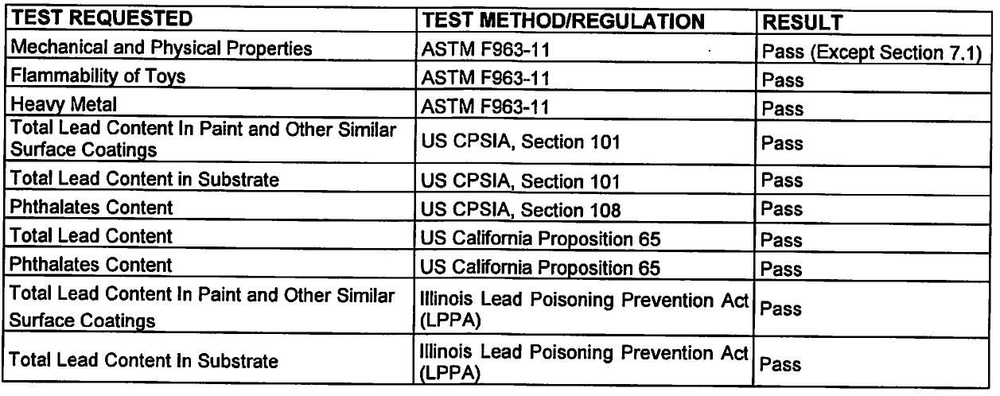 TEST REQUESTED TEST METHOD/REGULATION RESULT
Mechanical and Physical Properties ASTM F963-11 Pass (Except Section 7.1)
Flammability of Toys ASTM F963-11 Pass
Heavy Metal ASTM F963-11 Pass
Total Lead Content In Paint and Other Similar
Surface Coatings US CPSIA, Section 101 Pass
Total Lead Content in Substrate US CPSIA, Section 101 Pass
Phthalates Content US CPSIA, Section 108 Pass
Total Lead Content US California Proposition 65 Pass
Phthalates Content US California Proposition 65 Pass
Total Lead Content In Paint and Other Similar Illinois Lead Poisoning Prevention Act
Surface Coatings (LPPA) Pass
Total Lead Content In Substrate Illinois Lead Poisoning Prevention Act
(LPPA) Pass